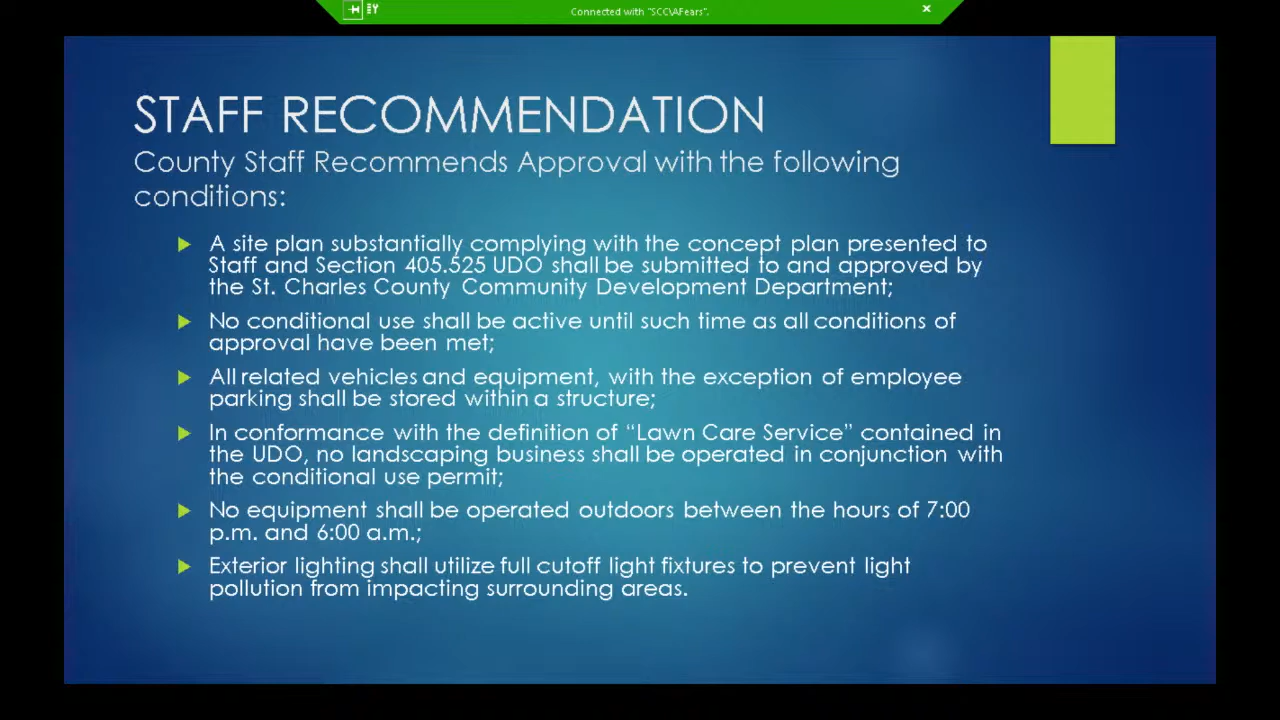 Connected with "SCC\AFears".
STAFF RECOMMENDATION
County Staff Recommends Approval with the following
conditions:
A site plan substantially complying with the concept plan presented to
Staff and Section 405.525 UDO shall be submitted to and approved by
the St. Charles County Community Development Department;
No conditional use shall be active until such time as all conditions of
approval have been met;
All related vehicles and equipment, with the exception of employee
parking shall be stored within a structure;
In conformance with the definition of “Lawn Care Service” contained in
the UDO, no landscaping business shall be operated in conjunction with
the conditional use permit;
No equipment shall be operated outdoors between the hours of 7:00
p.m. and 6:00 a.m.;
Exterior lighting shall utilize full cutoff light fixtures to prevent light
pollution from impacting surrounding areas.